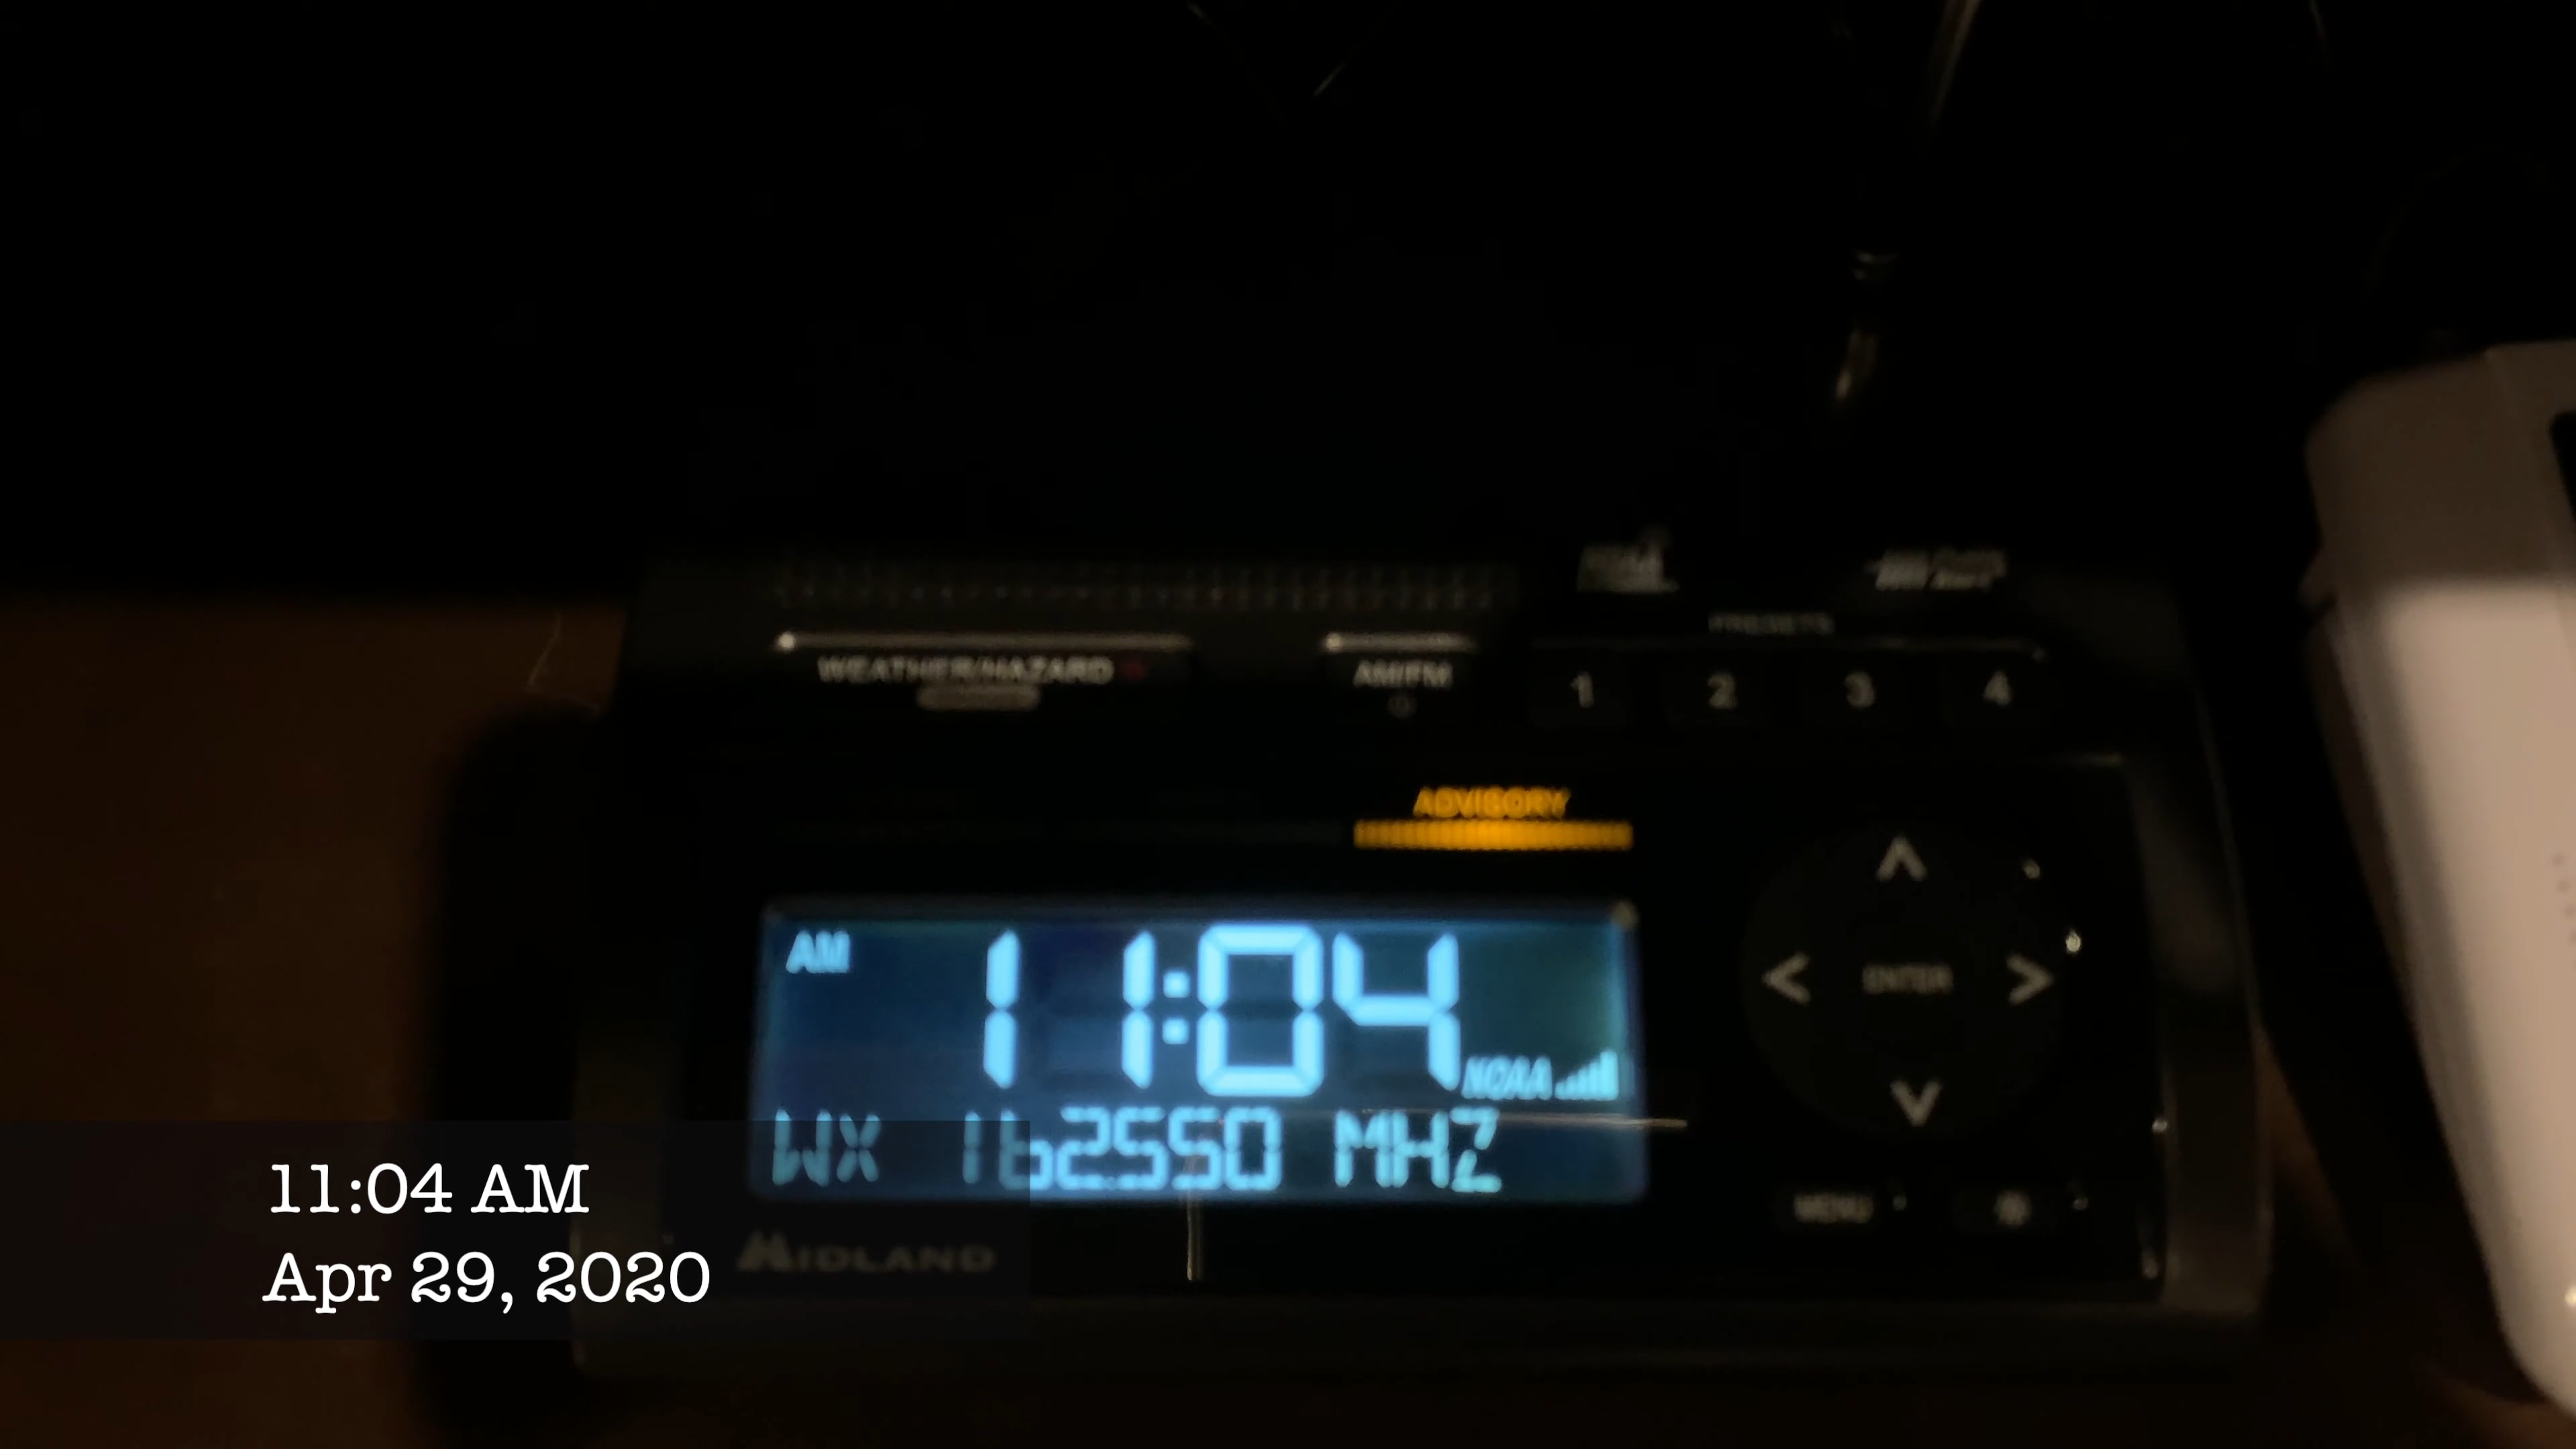 PRESETS
WEATHER/HAZARD
AM/FM
1 2 3 4
ADVISORY
AM 11:04
NOAA
WX 162550 MHZ
ENTER
MENU
MIDLAND
11:04 AM
Apr 29, 2020